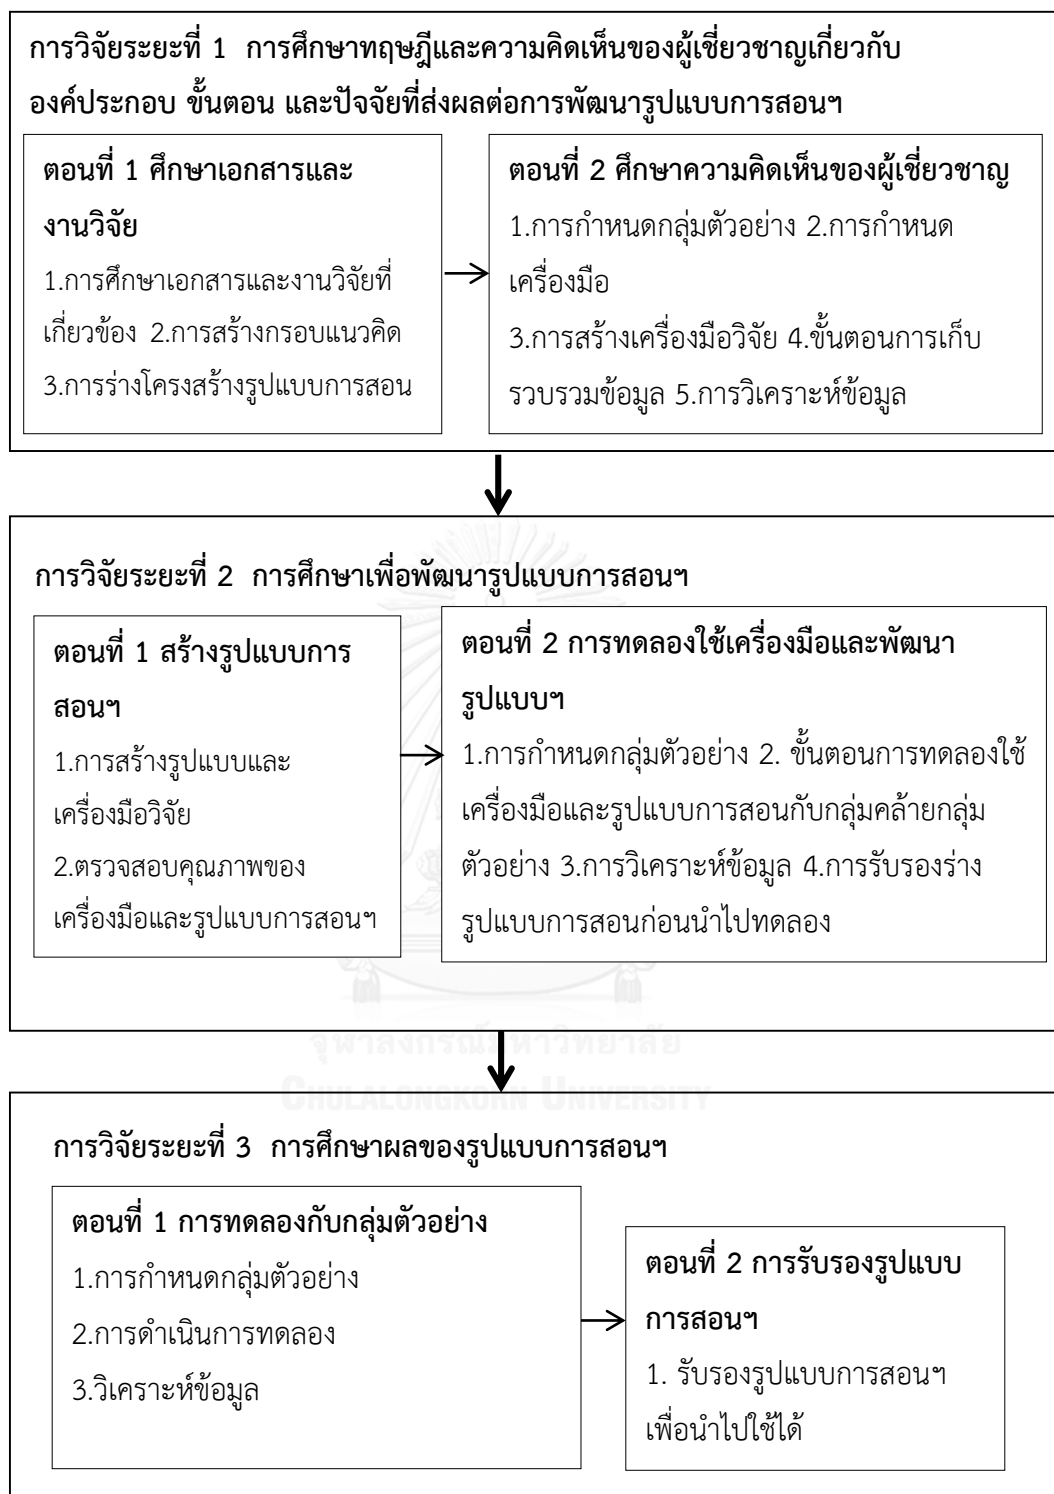 การวิจัยระยะที่ 1  การศึกษาทฤษฎีและความคิดเห็นของผู้เชี่ยวชาญเกี่ยวกับ
องค์ประกอบ ขั้นตอน และปัจจัยที่ส่งผลต่อการพัฒนารูปแบบการสอนฯ
ตอนที่ 1 ศึกษาเอกสารและ
งานวิจัย
1.การศึกษาเอกสารและงานวิจัยที่
เกี่ยวข้อง 2.การสร้างกรอบแนวคิด
3.การร่างโครงสร้างรูปแบบการสอน
ตอนที่ 2 ศึกษาความคิดเห็นของผู้เชี่ยวชาญ
1.การกำหนดกลุ่มตัวอย่าง 2.การกำหนด
เครื่องมือ
3.การสร้างเครื่องมือวิจัย 4.ขั้นตอนการเก็บ
รวบรวมข้อมูล 5.การวิเคราะห์ข้อมูล
การวิจัยระยะที่ 2  การศึกษาเพื่อพัฒนารูปแบบการสอนฯ
ตอนที่ 1 สร้างรูปแบบการ
สอนฯ
1.การสร้างรูปแบบและ
เครื่องมือวิจัย
2.ตรวจสอบคุณภาพของ
เครื่องมือและรูปแบบการสอนฯ
ตอนที่ 2 การทดลองใช้เครื่องมือและพัฒนา
รูปแบบฯ
1.การกำหนดกลุ่มตัวอย่าง 2. ขั้นตอนการทดลองใช้
เครื่องมือและรูปแบบการสอนกับกลุ่มคล้ายกลุ่ม
ตัวอย่าง 3.การวิเคราะห์ข้อมูล 4.การรับรองร่าง
รูปแบบการสอนก่อนนำไปทดลอง
จุฬาลงกรณ์มหาวิทยาลัย
CHULALONGKORN UNIVERSITY
การวิจัยระยะที่ 3  การศึกษาผลของรูปแบบการสอนฯ
ตอนที่ 1 การทดลองกับกลุ่มตัวอย่าง
1.การกำหนดกลุ่มตัวอย่าง
2.การดำเนินการทดลอง
3.วิเคราะห์ข้อมูล
ตอนที่ 2 การรับรองรูปแบบ
การสอนฯ
1. รับรองรูปแบบการสอนฯ
เพื่อนำไปใช้ได้